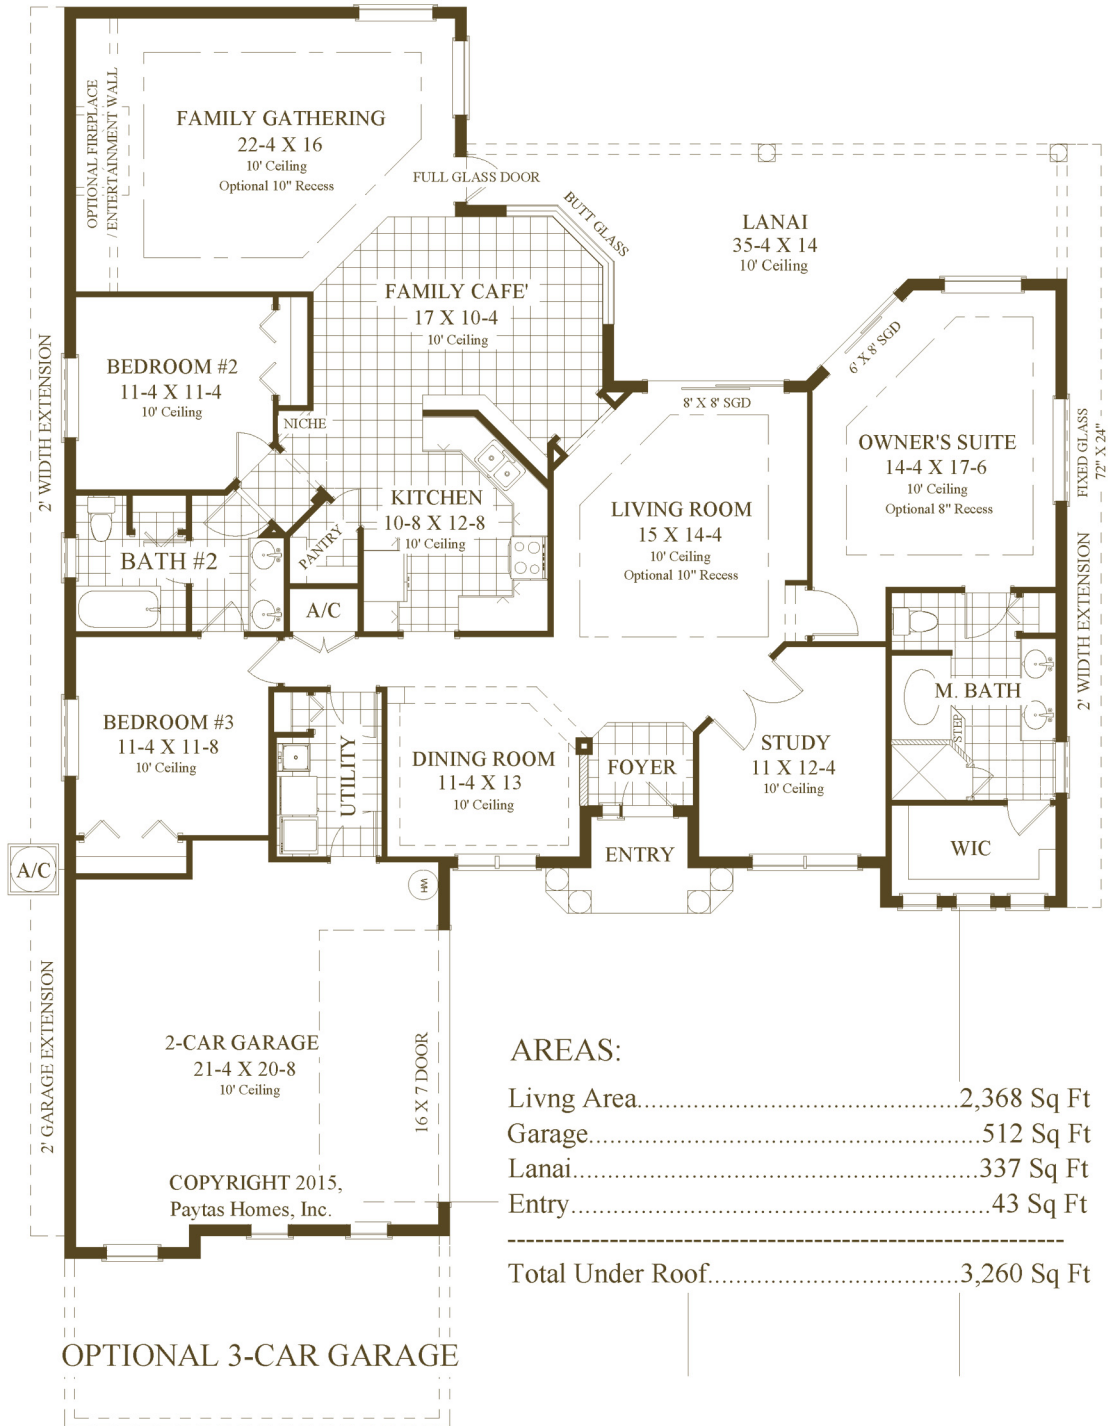 FAMILY GATHERING
22-4 X 16
10' Ceiling
Optional 10" Recess
OPTIONAL FIREPLACE
/ ENTERTAINMENT WALL
FULL GLASS DOOR
BUTT GLASS
LANAI
35-4 X 14
10' Ceiling
FAMILY CAFE'
17 X 10-4
10' Ceiling
6' X 8' SGD
2' WIDTH EXTENSION
BEDROOM #2
11-4 X 11-4
10' Ceiling
NICHE
8' X 8' SGD
OWNER'S SUITE
14-4 X 17-6
10' Ceiling
Optional 8" Recess
FIXED GLASS
72" X 24"
KITCHEN
10-8 X 12-8
10' Ceiling
LIVING ROOM
15 X 14-4
10' Ceiling
Optional 10" Recess
PANTRY
BATH #2
A/C
2' WIDTH EXTENSION
M. BATH
STEP
BEDROOM #3
11-4 X 11-8
10' Ceiling
UTILITY
DINING ROOM
11-4 X 13
10' Ceiling
FOYER
STUDY
11 X 12-4
10' Ceiling
ENTRY
WIC
A/C
WH
2' GARAGE EXTENSION
2-CAR GARAGE
21-4 X 20-8
10' Ceiling
16 X 7 DOOR
COPYRIGHT 2015,
Paytas Homes, Inc.
AREAS:
Livng Area....................................2,368 Sq Ft
Garage............................................512 Sq Ft
Lanai..............................................337 Sq Ft
Entry...............................................43 Sq Ft
------------------------------------------------------------
Total Under Roof............................3,260 Sq Ft
OPTIONAL 3-CAR GARAGE